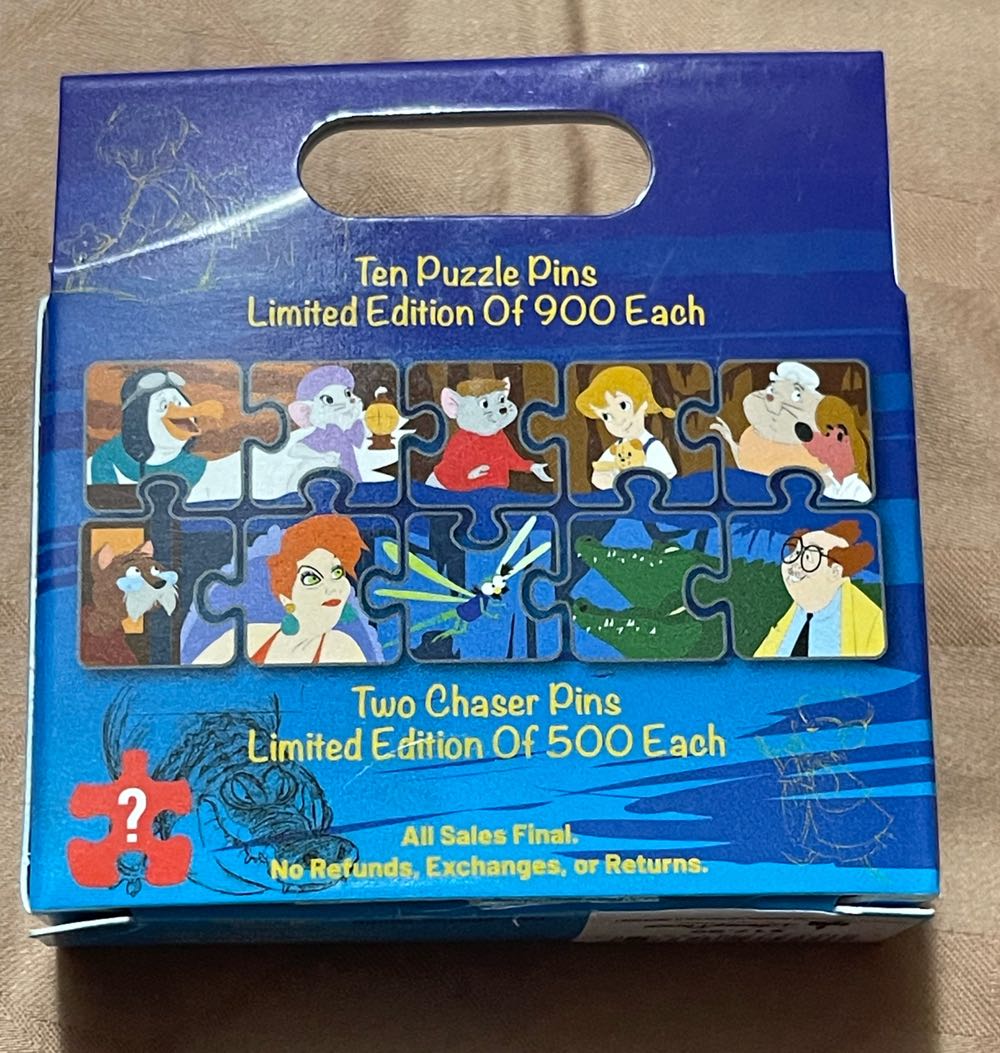 Ten Puzzle Pins
Limited Edition Of 900 Each
Two Chaser Pins
Limited Edition Of 500 Each
?
All Sales Final.
No Refunds, Exchanges, or Returns.